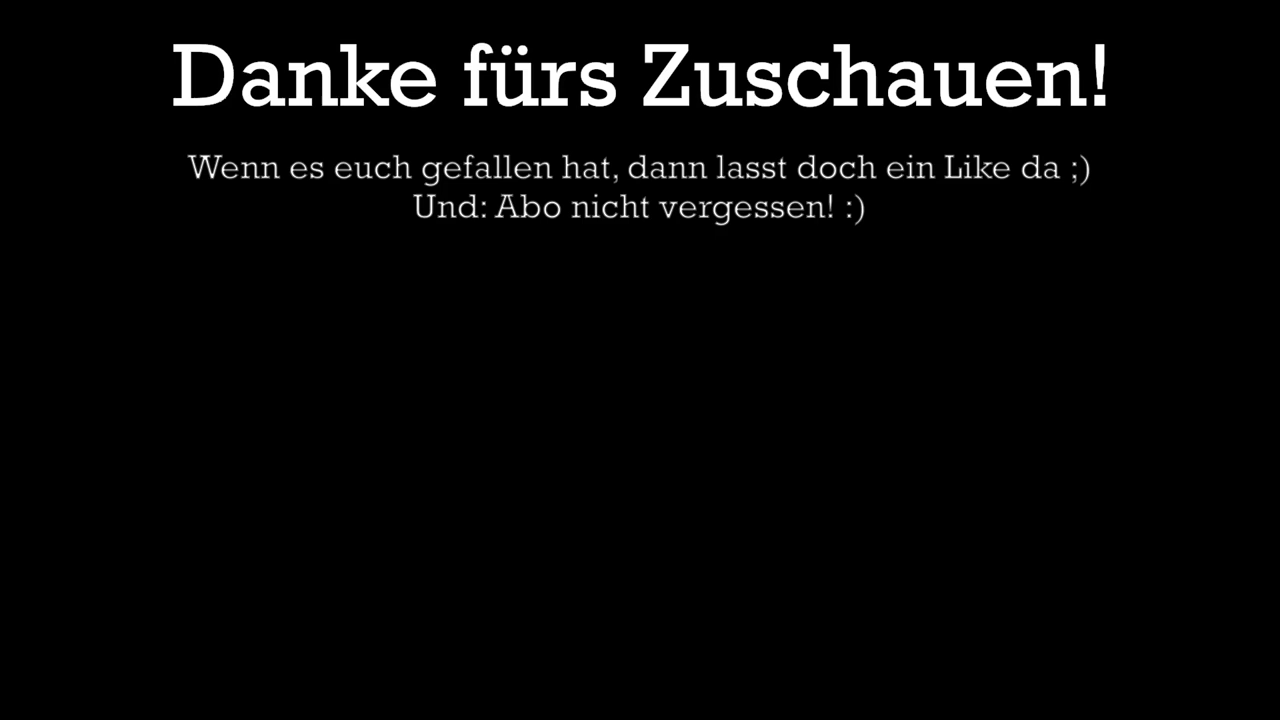 Danke fürs Zuschauen!
Wenn es euch gefallen hat, dann lasst doch ein Like da ;)
Und: Abo nicht vergessen! :)